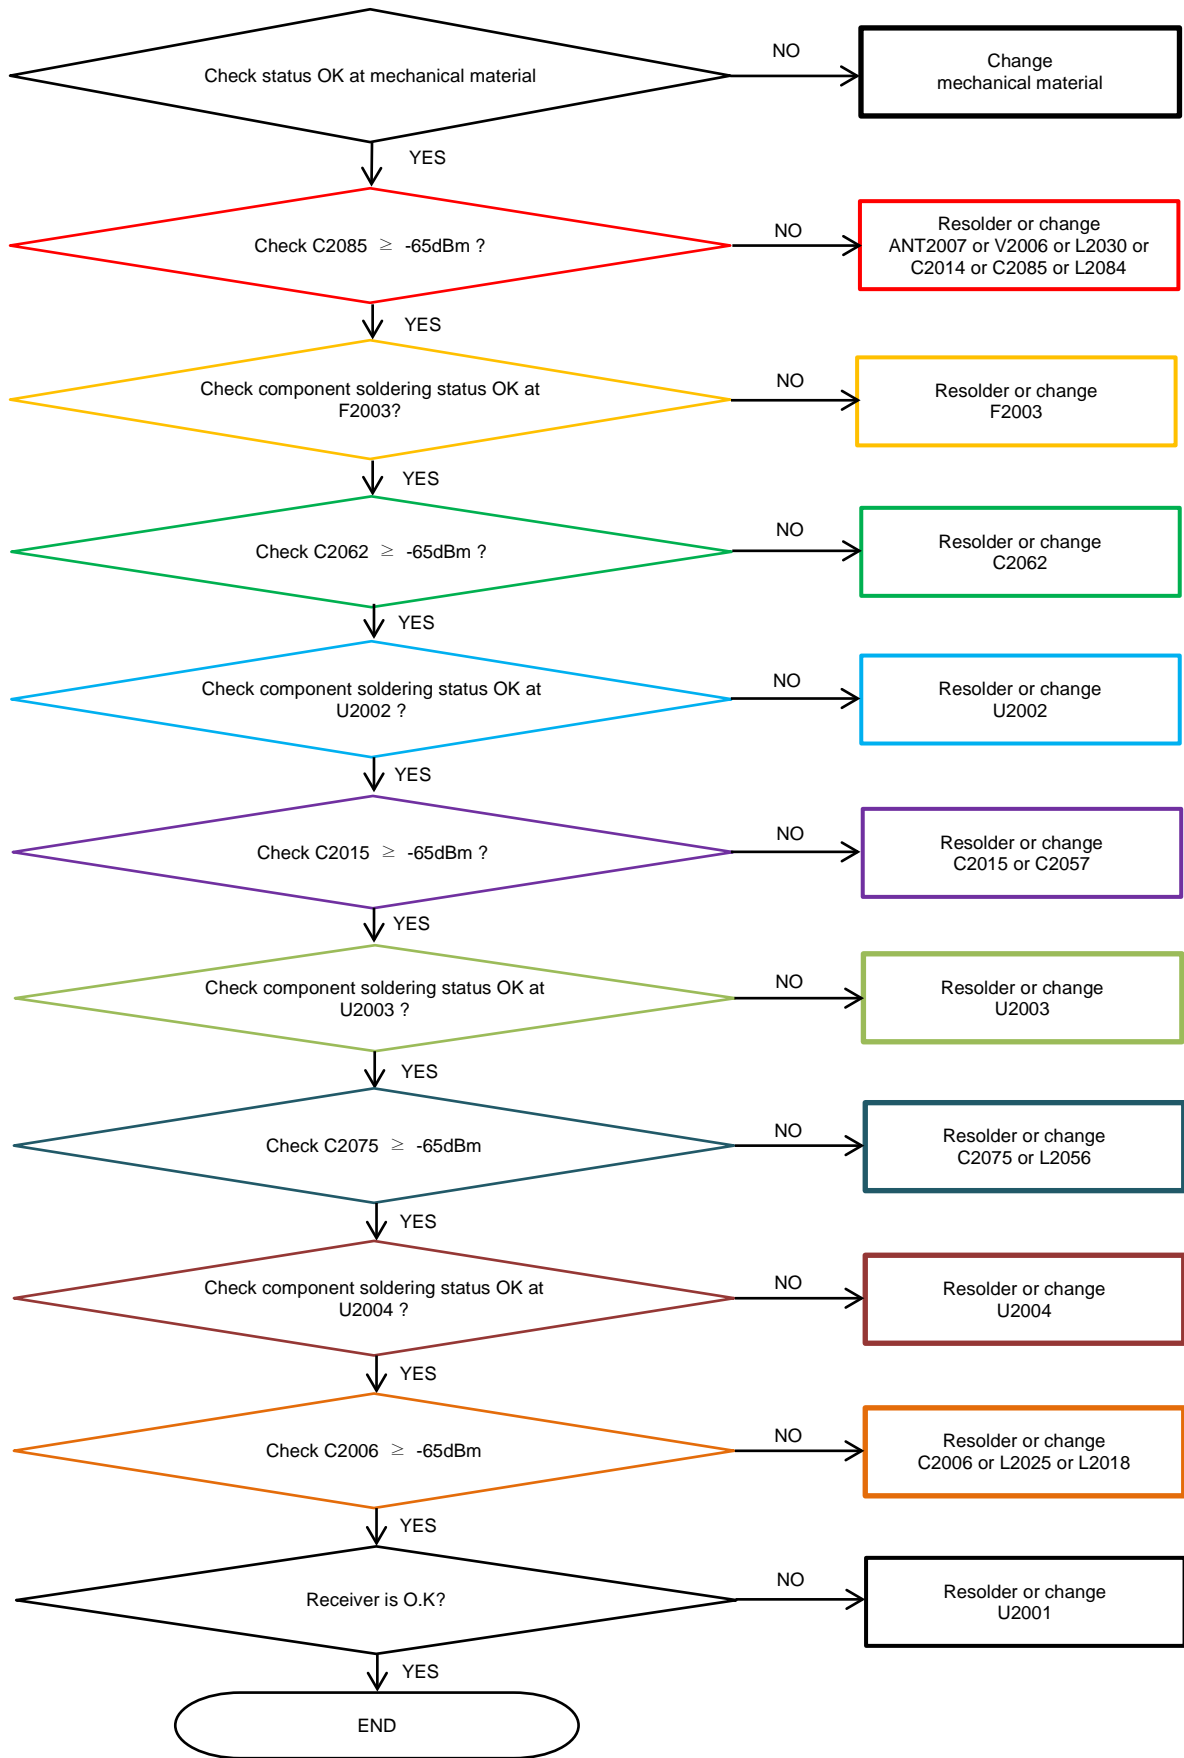 Check status OK at mechanical material
NO
Change
mechanical material
YES
Check C2085 ≥ -65dBm ?
NO
Resolder or change
ANT2007 or V2006 or L2030 or
C2014 or C2085 or L2084
YES
Check component soldering status OK at
F2003?
NO
Resolder or change
F2003
YES
Check C2062 ≥ -65dBm ?
NO
Resolder or change
C2062
YES
Check component soldering status OK at
U2002 ?
NO
Resolder or change
U2002
YES
Check C2015 ≥ -65dBm ?
NO
Resolder or change
C2015 or C2057
YES
Check component soldering status OK at
U2003 ?
NO
Resolder or change
U2003
YES
Check C2075 ≥ -65dBm
NO
Resolder or change
C2075 or L2056
YES
Check component soldering status OK at
U2004 ?
NO
Resolder or change
U2004
YES
Check C2006 ≥ -65dBm
NO
Resolder or change
C2006 or L2025 or L2018
YES
Receiver is O.K?
NO
Resolder or change
U2001
YES
END